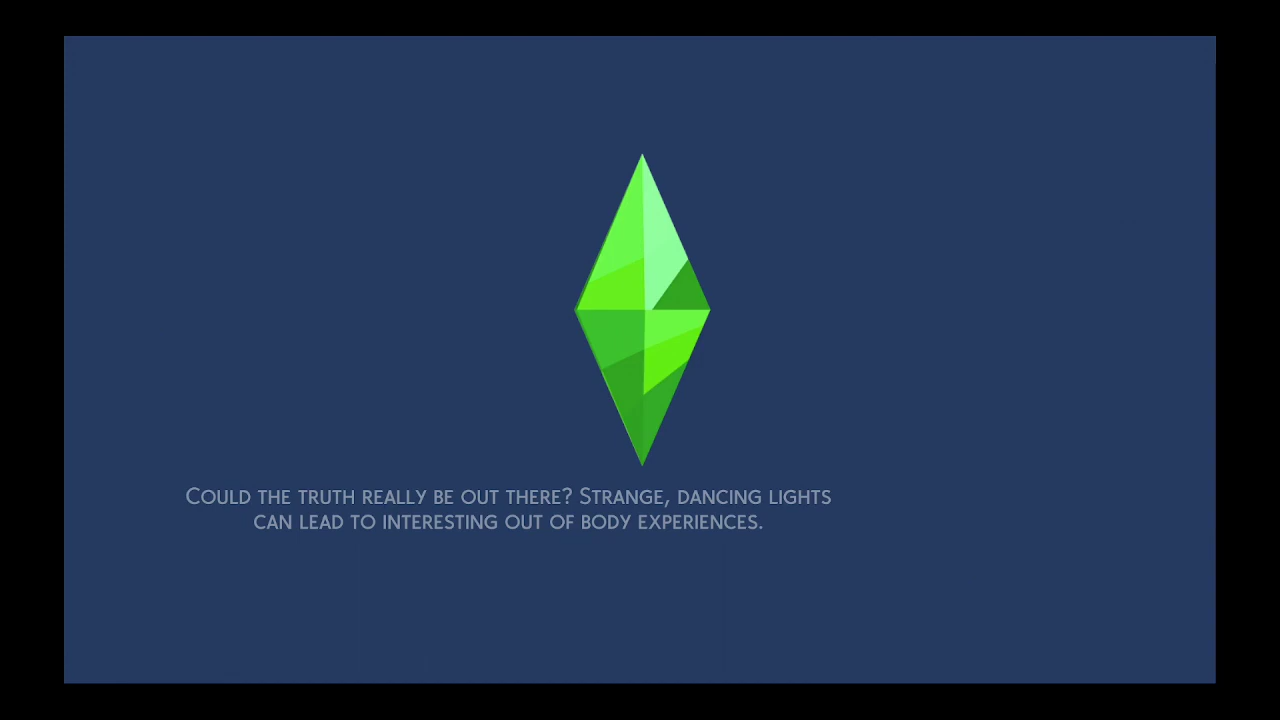 Could the truth really be out there? Strange, dancing lights
can lead to interesting out of body experiences.